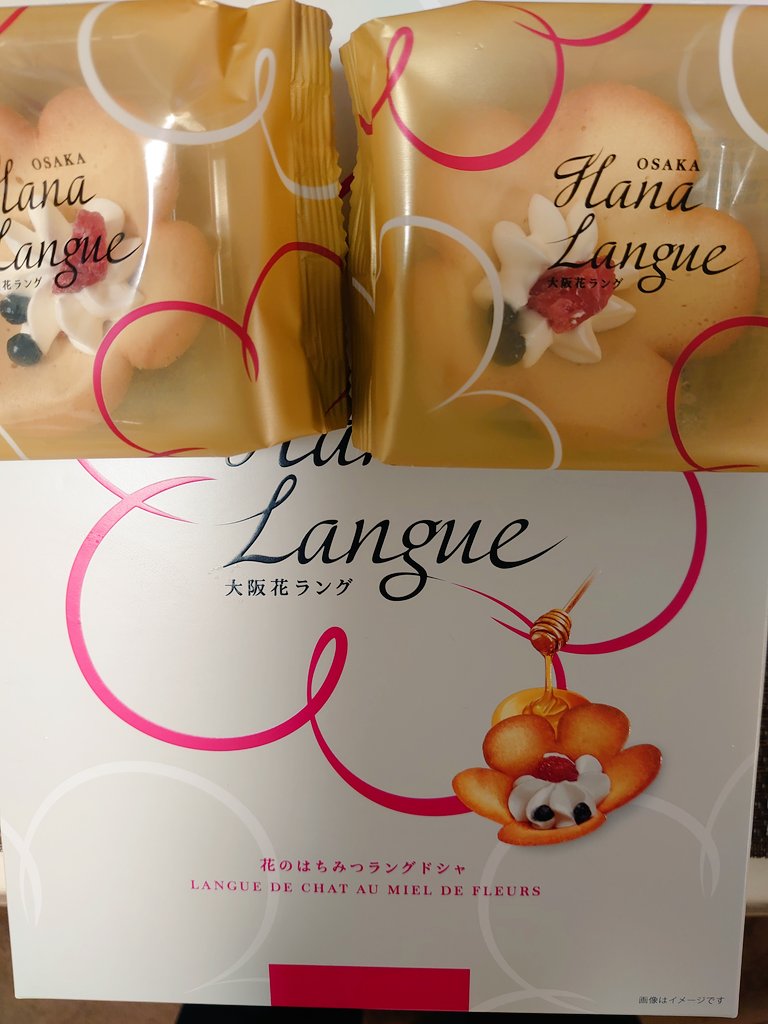 OSAKA
Hana
Langue
花ラング
OSAKA
Hana
Langue
大阪花ラング
Langue
大阪花ラング
花のはちみつラングドシャ
LANGUE DE CHAT AU MIEL DE FLEURS
画像はイメージです